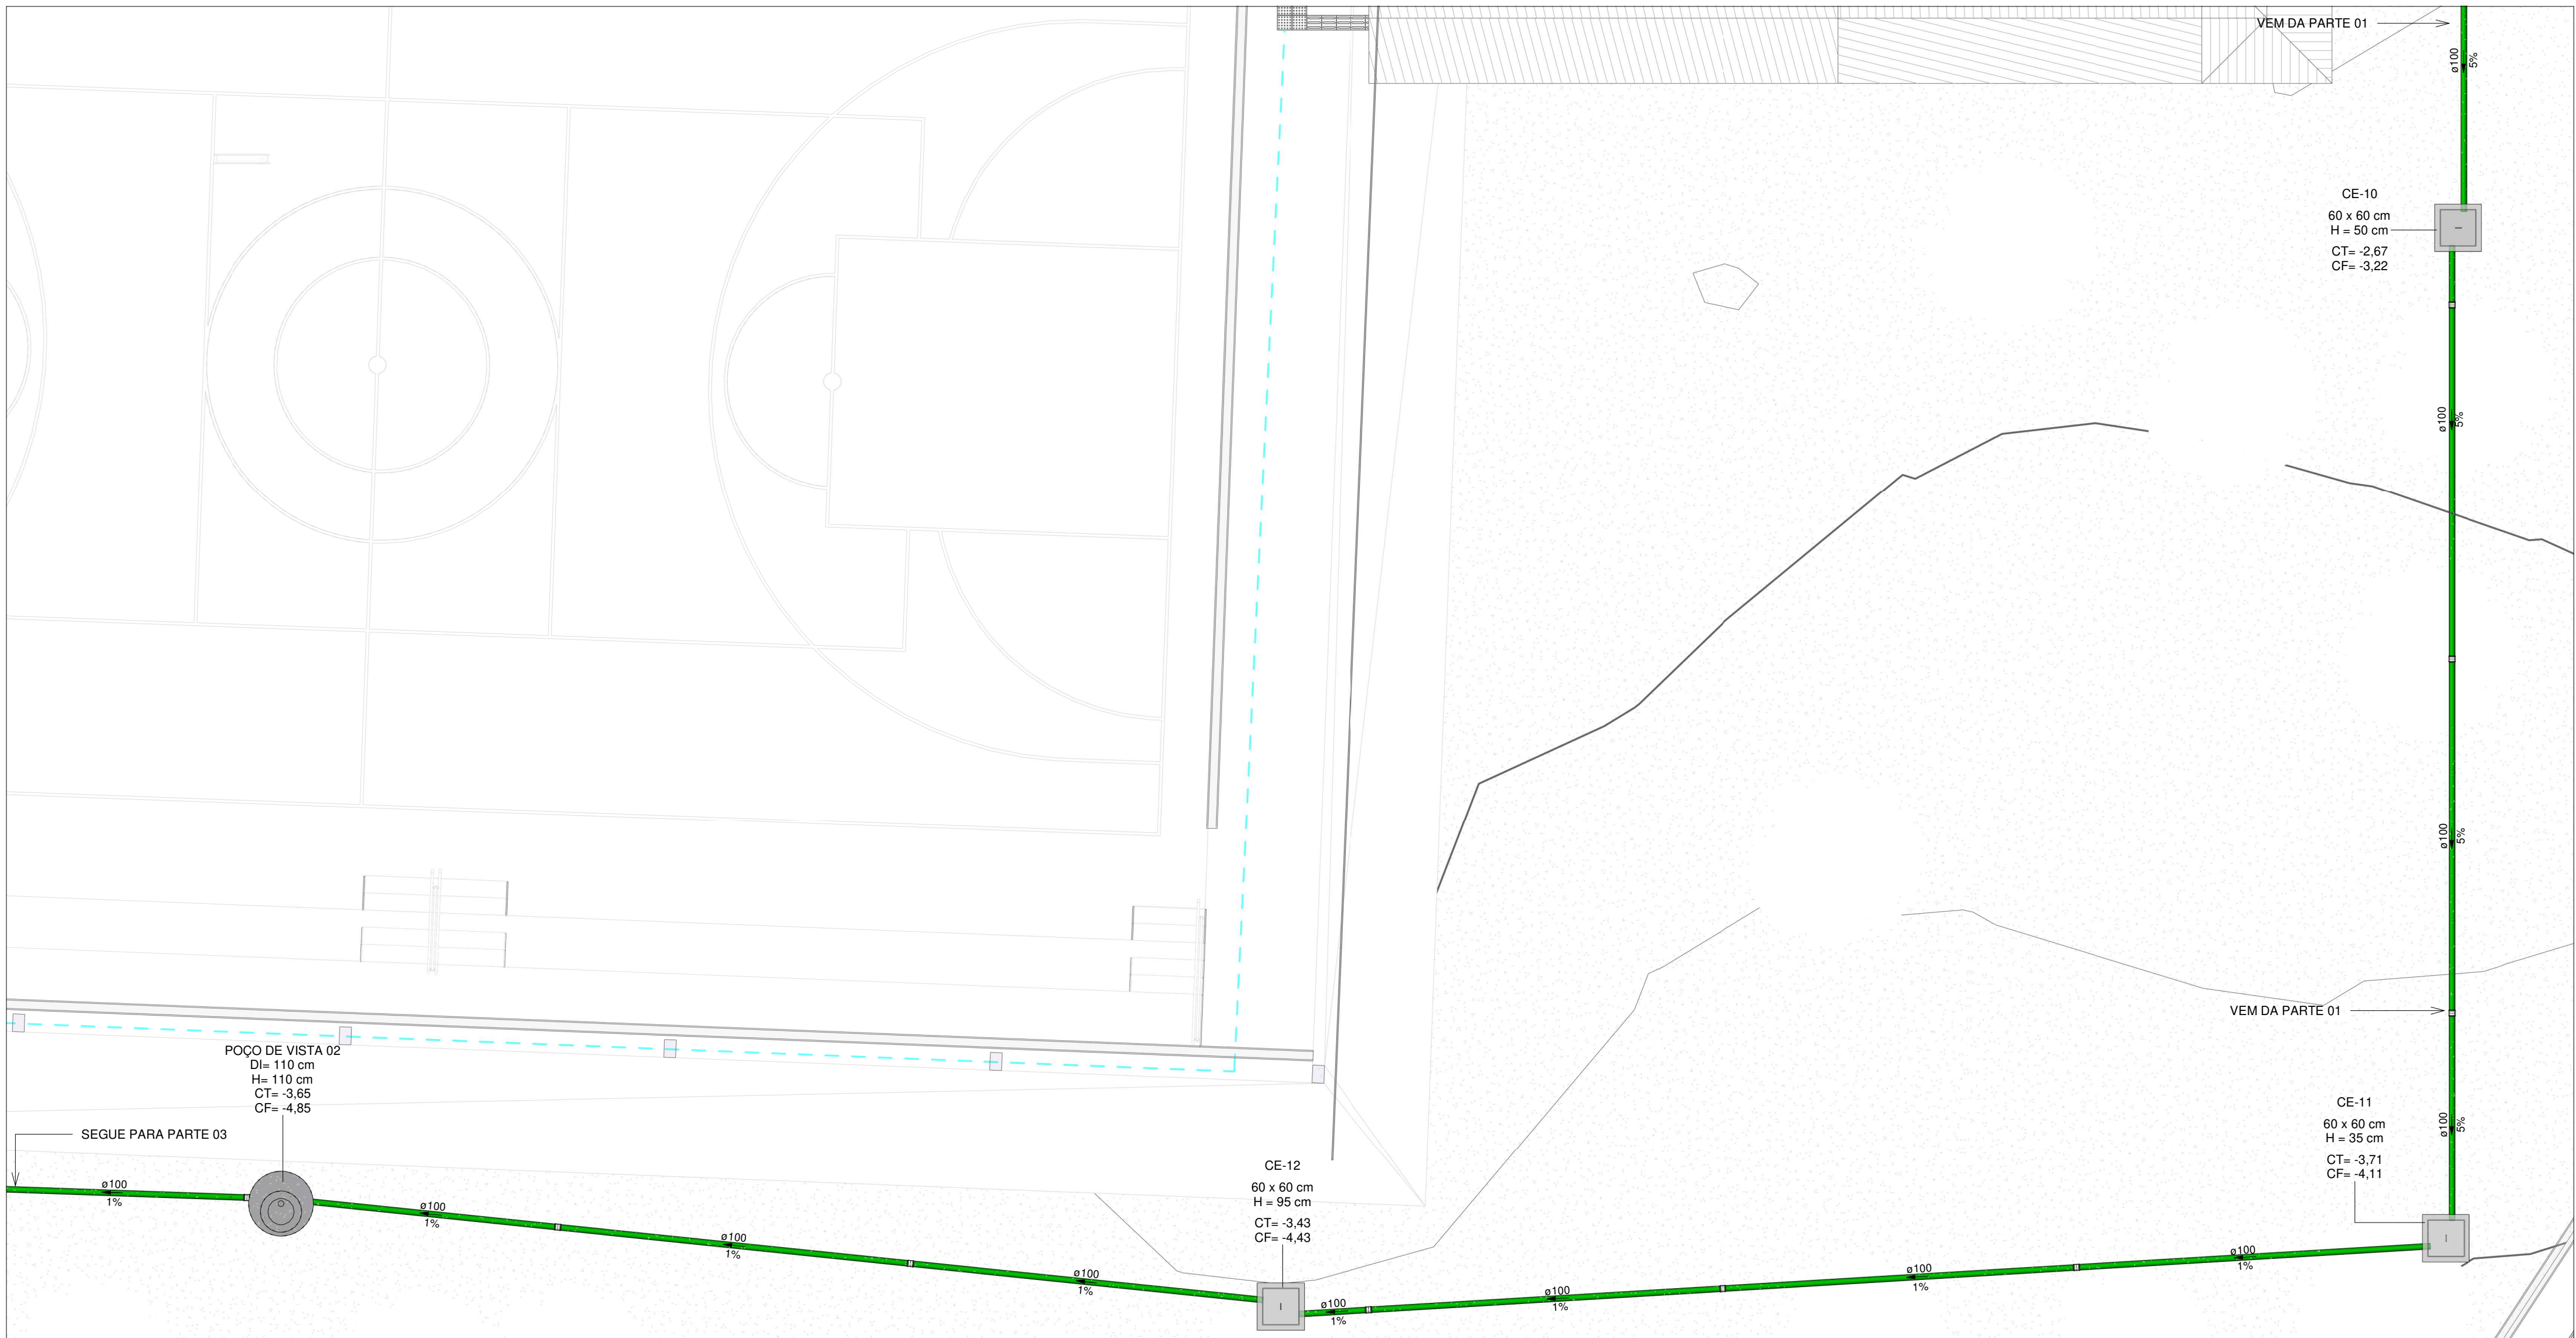 VEM DA PARTE 01
ø100
5%
CE-10
60 x 60 cm
H = 50 cm
CT= -2,67
CF= -3,22
ø100
5%
ø100
5%
VEM DA PARTE 01
ø100
5%
CE-11
60 x 60 cm
H = 35 cm
CT= -3,71
CF= -4,11
POÇO DE VISTA 02
DI= 110 cm
H= 110 cm
CT= -3,65
CF= -4,85
SEGUE PARA PARTE 03
CE-12
60 x 60 cm
H = 95 cm
CT= -3,43
CF= -4,43
ø100
1%
ø100
1%
ø100
1%
ø100
1%
ø100
1%
ø100
1%
ø100
1%
ø100
1%